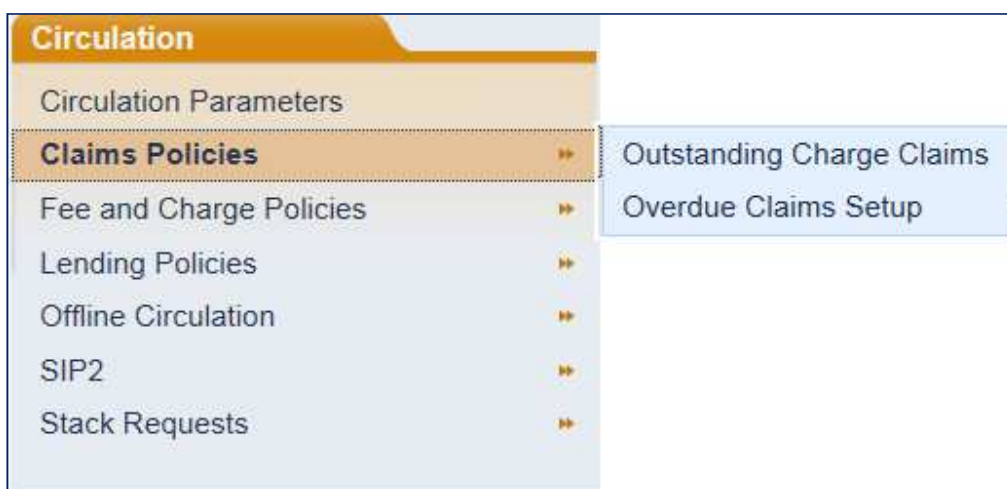 Circulation
Circulation Parameters
Claims Policies
Outstanding Charge Claims
Fee and Charge Policies
Overdue Claims Setup
Lending Policies
Offline Circulation
SIP2
Stack Requests